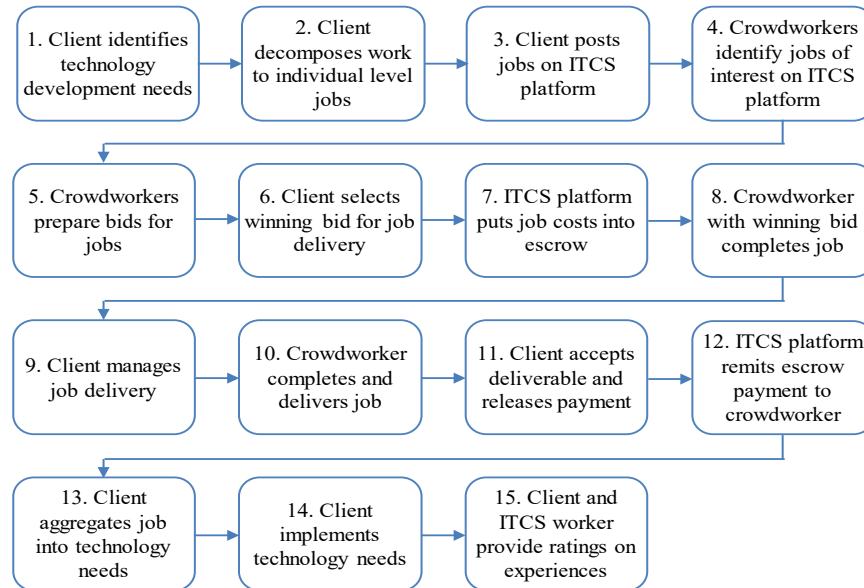 1. Client identifies
technology
development needs
2. Client
decomposes work
to individual level
jobs
3. Client posts
jobs on ITCS
platform
4. Crowdworkers
identify jobs of
interest on ITCS
platform
5. Crowdworkers
prepare bids for
jobs
6. Client selects
winning bid for job
delivery
7. ITCS platform
puts job costs into
escrow
8. Crowdworker
with winning bid
completes job
9. Client manages
job delivery
10. Crowdworker
completes and
delivers job
11. Client accepts
deliverable and
releases payment
12. ITCS platform
remits escrow
payment to
crowdworker
13. Client
aggregates job
into technology
needs
14. Client
implements
technology needs
15. Client and
ITCS worker
provide ratings on
experiences